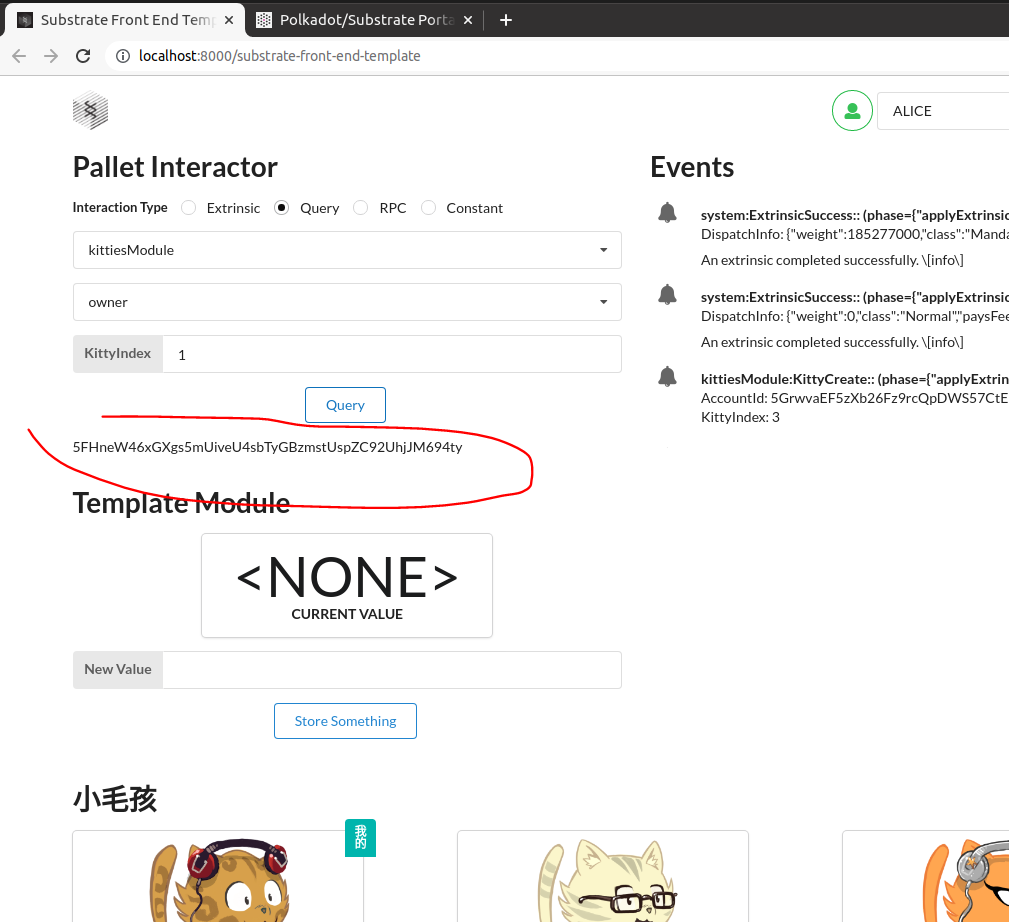 Substrate Front End Temp
Polkadot/Substrate Porta
localhost:8000/substrate-front-end-template
ALICE
Pallet Interactor
Interaction Type Extrinsic Query RPC Constant
kittiesModule
owner
KittyIndex 1
Query
5FHneW46xGXgs5mUiveU4sbTyGBzmstUspZC92UhjJM694ty
Template Module
<NONE>
CURRENT VALUE
New Value
Store Something
Events
system:ExtrinsicSuccess:: (phase={"applyExtrinsic
DispatchInfo: {"weight":185277000,"class":"Manda
An extrinsic completed successfully. \[info\]
system:ExtrinsicSuccess:: (phase={"applyExtrinsic
DispatchInfo: {"weight":0,"class":"Normal","paysFee
An extrinsic completed successfully. \[info\]
kittiesModule:KittyCreate:: (phase={"applyExtrin
AccountId: 5GrwvaEF5zXb26Fz9rcQpDWS57CtE
KittyIndex: 3
小毛孩
我的